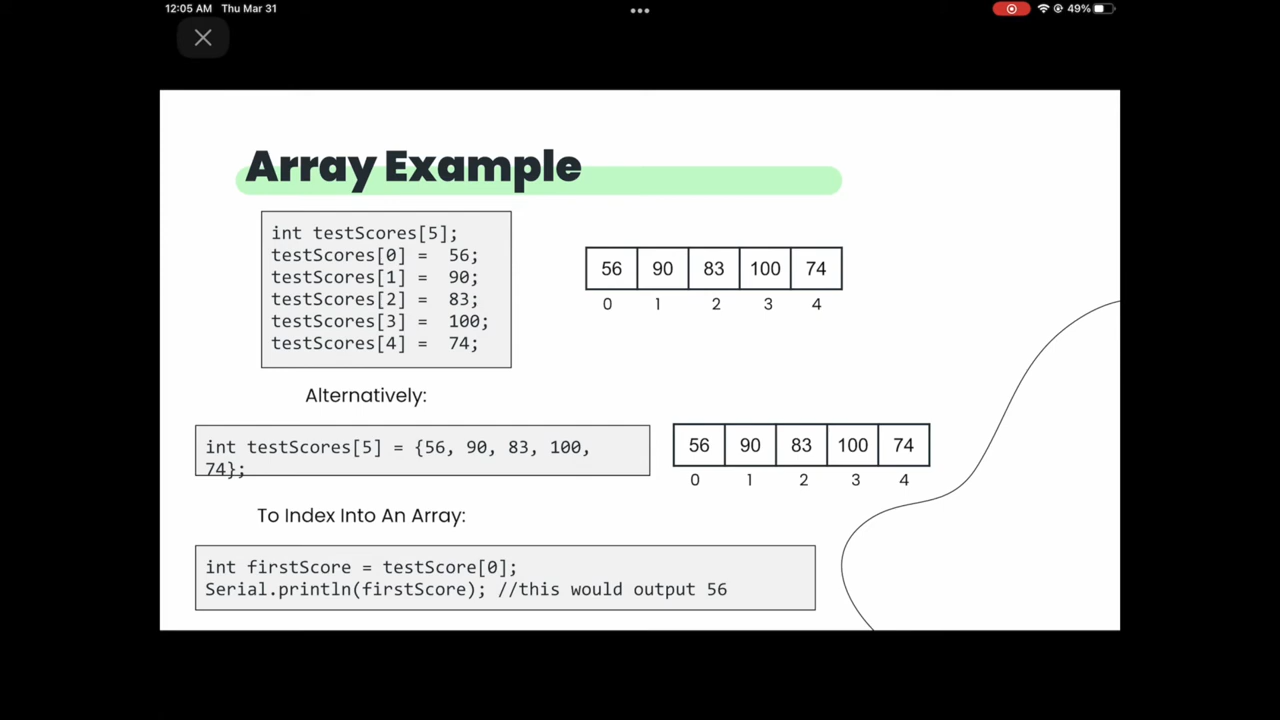 12:05 AM Thu Mar 31
49%
Array Example
int testScores[5];
testScores[0] = 56;
testScores[1] = 90;
testScores[2] = 83;
testScores[3] = 100;
testScores[4] = 74;
56 90 83 100 74
0 1 2 3 4
Alternatively:
int testScores[5] = {56, 90, 83, 100,
74};
56 90 83 100 74
0 1 2 3 4
To Index Into An Array:
int firstScore = testScore[0];
Serial.println(firstScore); //this would output 56